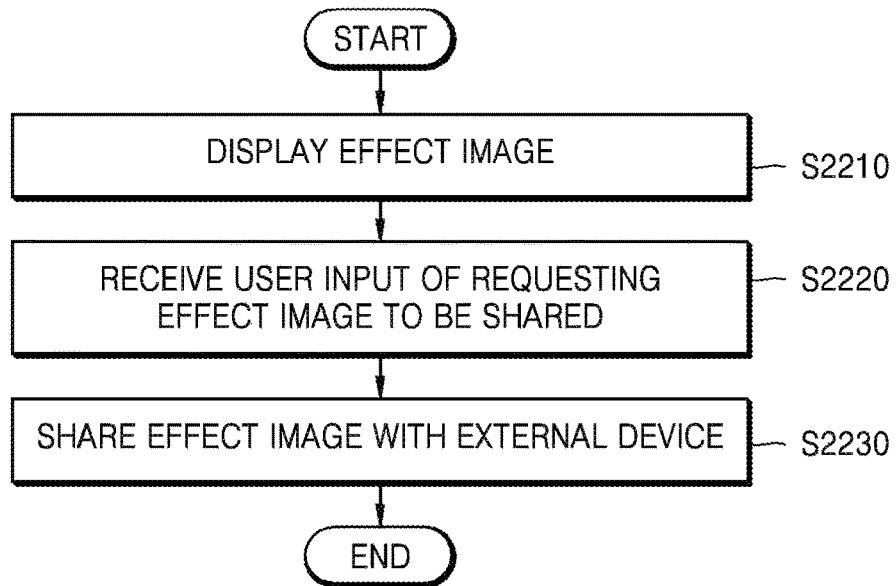 START
DISPLAY EFFECT IMAGE
S2210
RECEIVE USER INPUT OF REQUESTING
EFFECT IMAGE TO BE SHARED
S2220
SHARE EFFECT IMAGE WITH EXTERNAL DEVICE
S2230
END